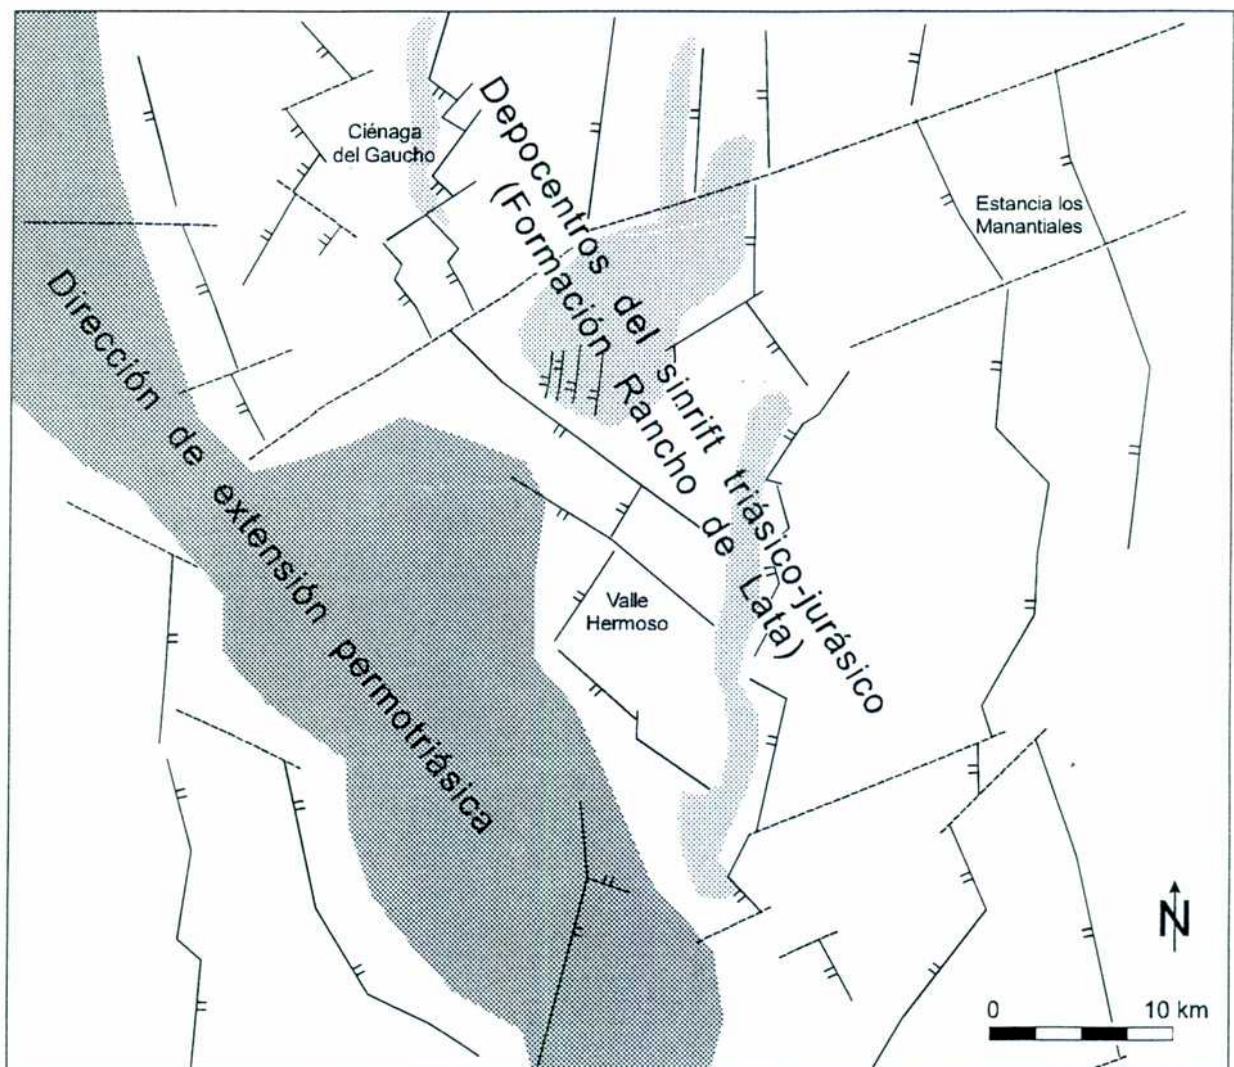 Depocentros del sinrift triásico-jurásico
(Formación Rancho de Lata)
Ciénaga
del Gaucho
Estancia los
Manantiales
Dirección de extensión permotriásica
Valle
Hermoso
N
0 10 km